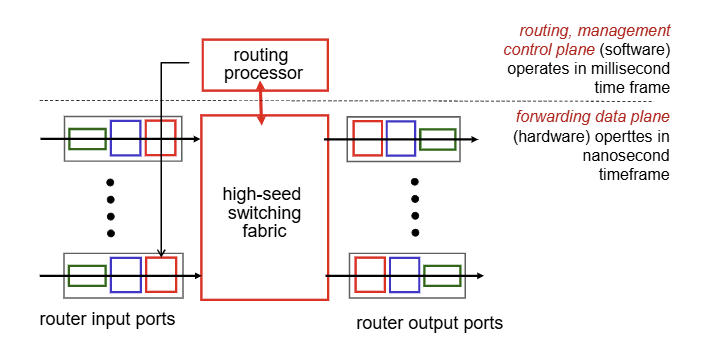 routing
processor
routing, management
control plane (software)
operates in millisecond
time frame
forwarding data plane
(hardware) operttes in
nanosecond
timeframe
high-seed
switching
fabric
router input ports
router output ports